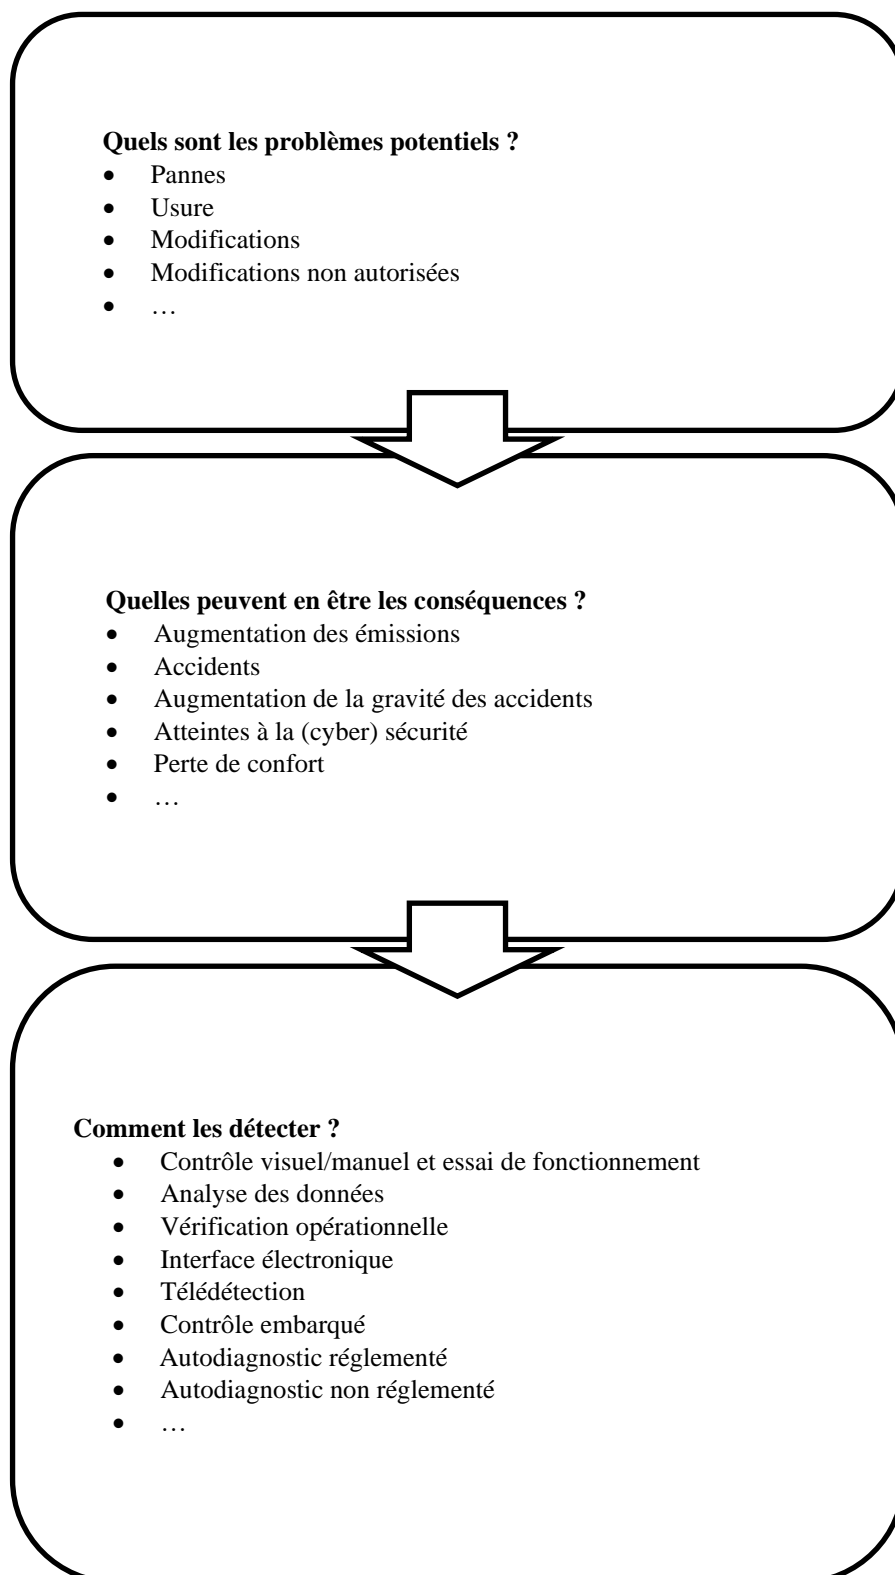 Quels sont les problèmes potentiels ?
• Pannes
• Usure
• Modifications
• Modifications non autorisées
• …
Quelles peuvent en être les conséquences ?
• Augmentation des émissions
• Accidents
• Augmentation de la gravité des accidents
• Atteintes à la (cyber) sécurité
• Perte de confort
• …
Comment les détecter ?
• Contrôle visuel/manuel et essai de fonctionnement
• Analyse des données
• Vérification opérationnelle
• Interface électronique
• Télédétection
• Contrôle embarqué
• Autodiagnostic réglementé
• Autodiagnostic non réglementé
• …